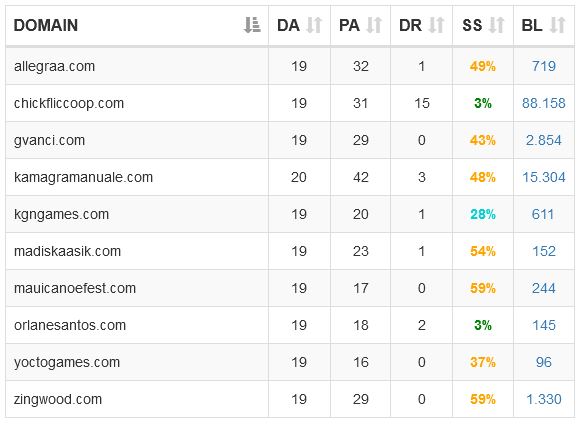 DOMAIN DA PA DR SS BL
allegraa.com 19 32 1 49% 719
chickfliccoop.com 19 31 15 3% 88.158
gvanci.com 19 29 0 43% 2.854
kamagramanuale.com 20 42 3 48% 15.304
kgngames.com 19 20 1 28% 611
madiskaasik.com 19 23 1 54% 152
mauicanoefest.com 19 17 0 59% 244
orlanesantos.com 19 18 2 3% 145
yoctogames.com 19 16 0 37% 96
zingwood.com 19 29 0 59% 1.330